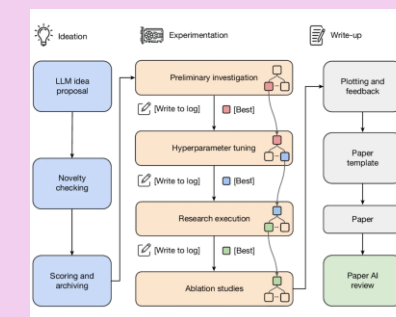 Ideation
LLM idea
proposal
Novelty
checking
Scoring and
archiving
Experimentation
Preliminary investigation
[Write to log] [Best]
Hyperparameter tuning
[Write to log] [Best]
Research execution
[Write to log] [Best]
Ablation studies
Write-up
Plotting and
feedback
Paper
template
Paper
Paper AI
review